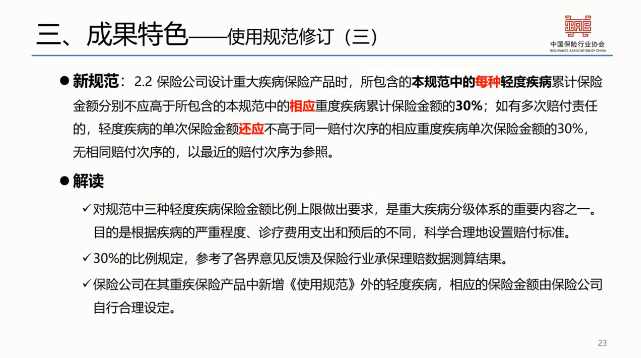 三、成果特色——使用规范修订（三）
中国保险行业协会
INSURANCE ASSOCIATION OF CHINA
●新规范：2.2 保险公司设计重大疾病保险产品时，所包含的本规范中的每种轻度疾病累计保险
金额分别不应高于所包含的本规范中的相应重度疾病累计保险金额的30%；如有多次赔付责任
的，轻度疾病的单次保险金额还应不高于同一赔付次序的相应重度疾病单次保险金额的30%，
无相同赔付次序的，以最近的赔付次序为参照。
●解读
✓对规范中三种轻度疾病保险金额比例上限做出要求，是重大疾病分级体系的重要内容之一。
目的是根据疾病的严重程度、诊疗费用支出和预后的不同，科学合理地设置赔付标准。
✓30%的比例规定，参考了各界意见反馈及保险行业承保理赔数据测算结果。
✓保险公司在其重疾保险产品中新增《使用规范》外的轻度疾病，相应的保险金额由保险公司
自行合理设定。
23